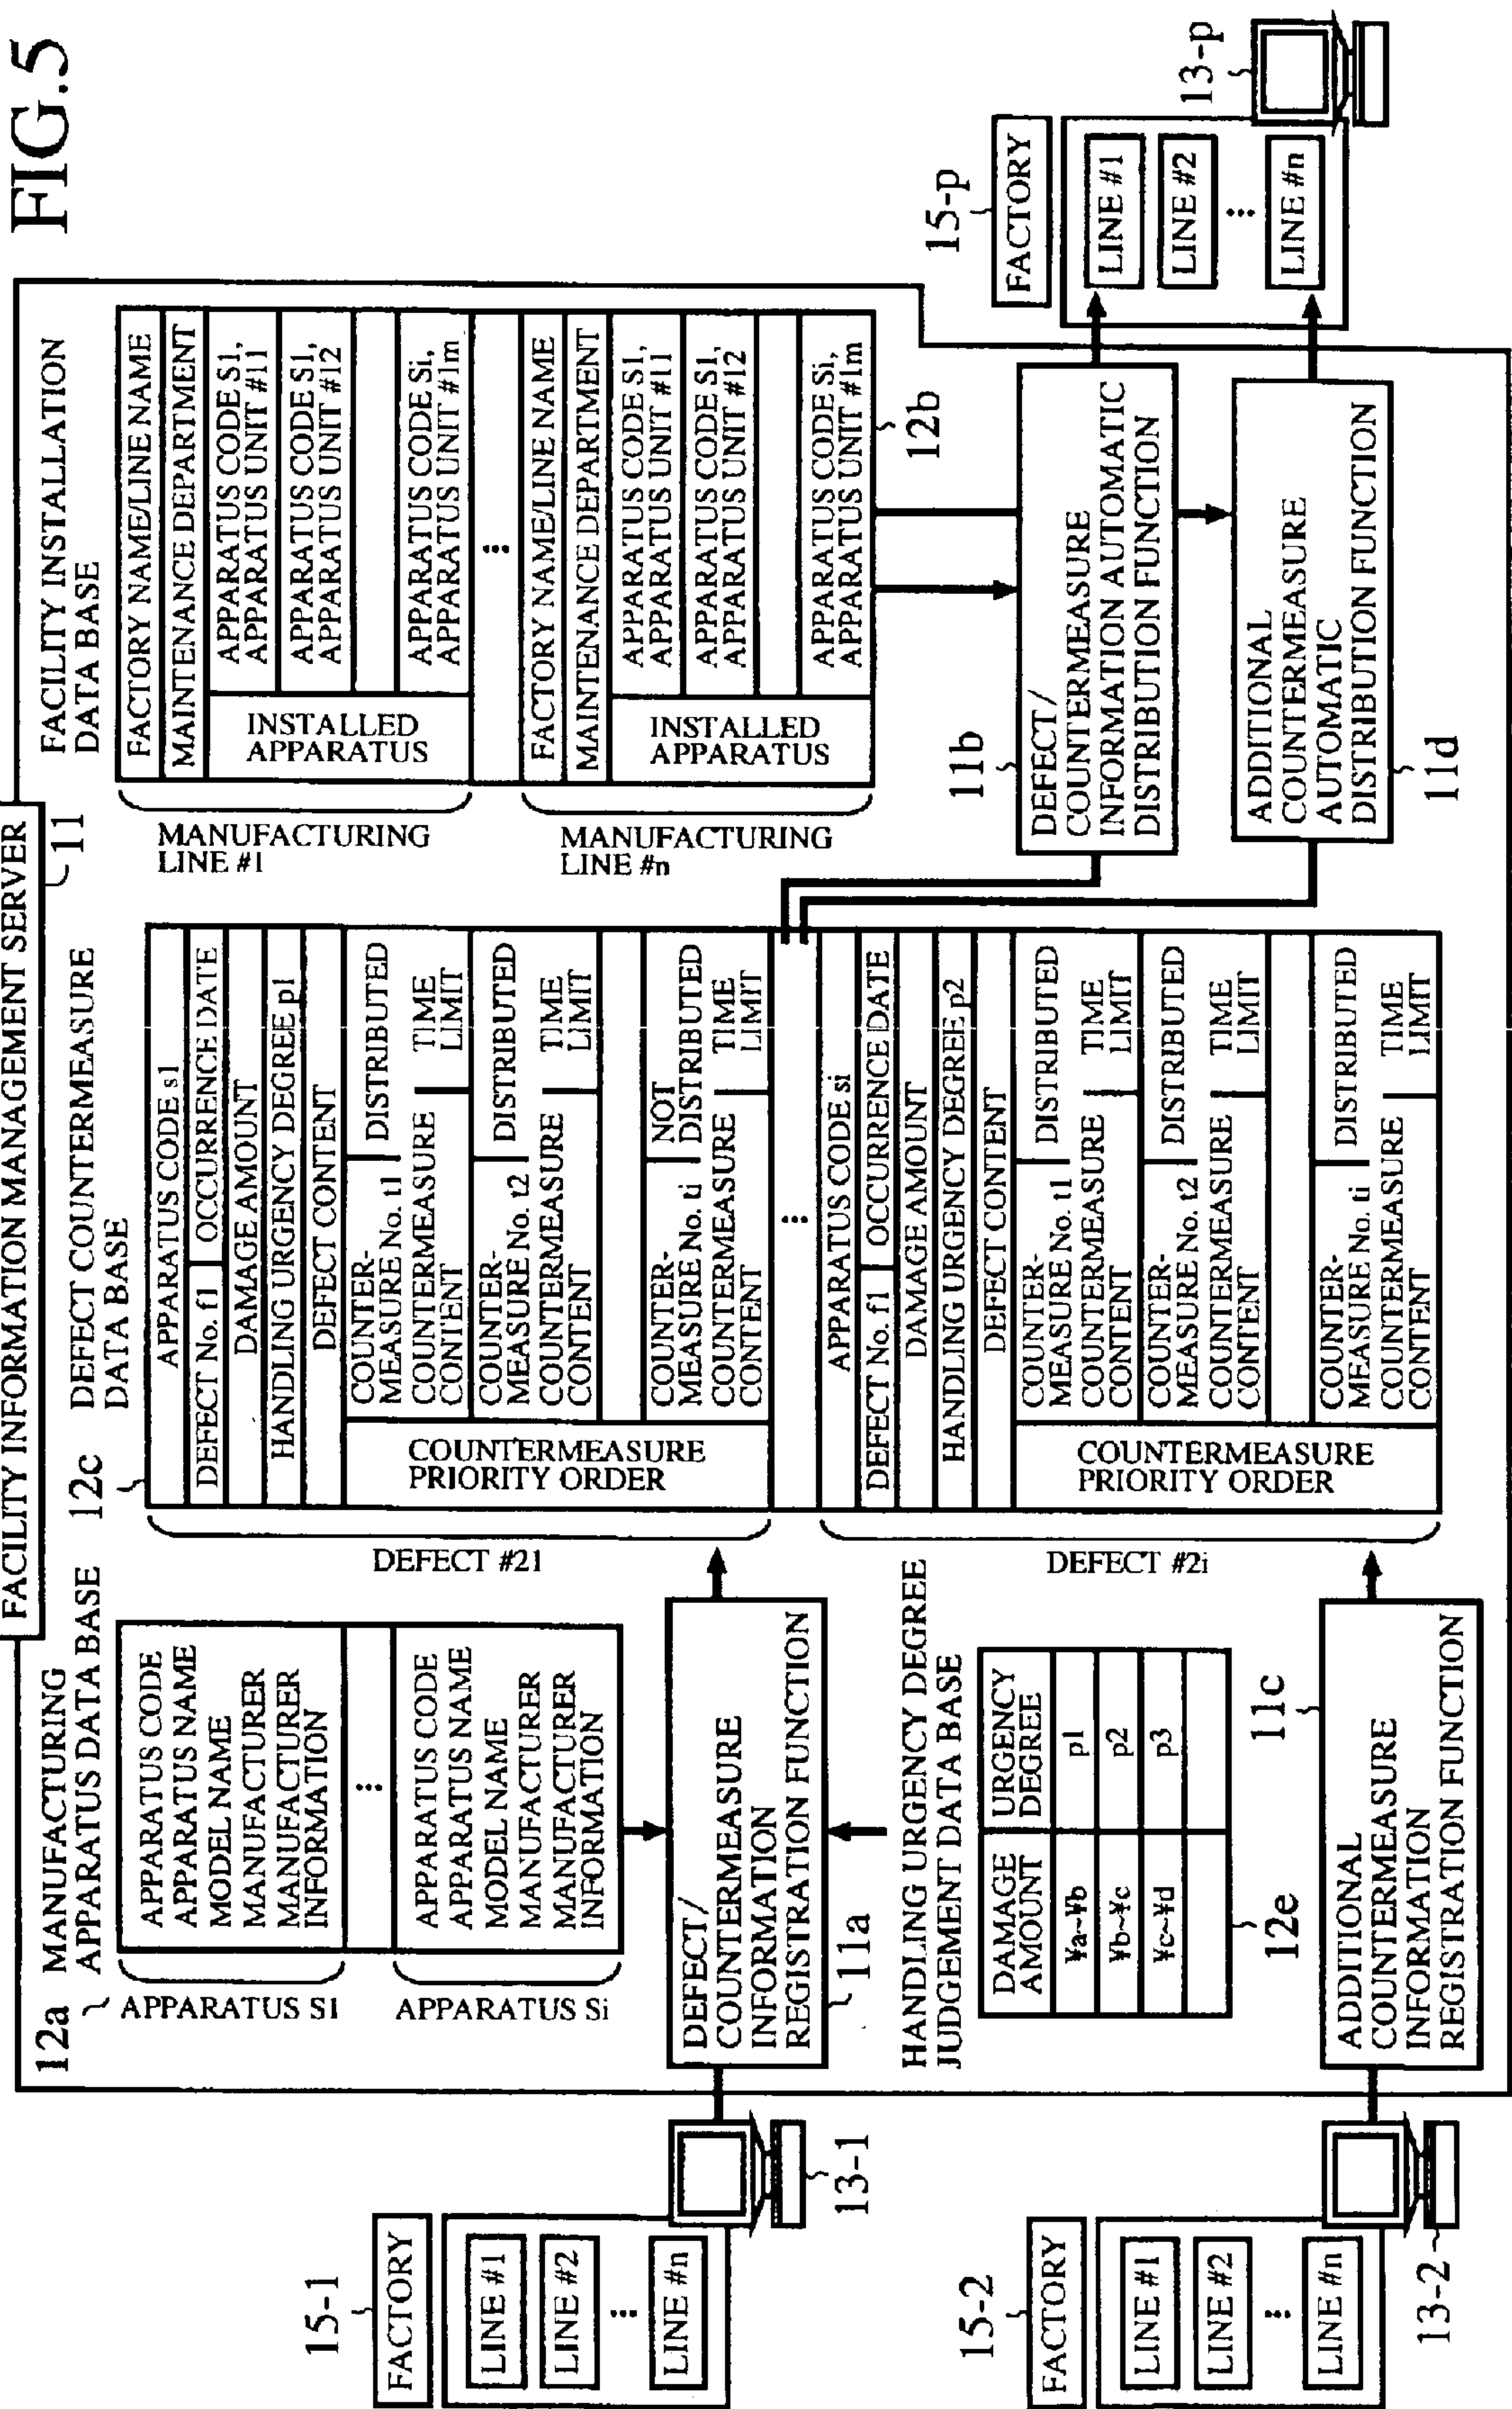 FIG.5
FACILITY INFORMATION MANAGEMENT SERVER
11
12a
MANUFACTURING
APPARATUS DATA BASE
APPARATUS S1
APPARATUS CODE
APPARATUS NAME
MODEL NAME
MANUFACTURER
MANUFACTURER
INFORMATION
...
APPARATUS Si
APPARATUS CODE
APPARATUS NAME
MODEL NAME
MANUFACTURER
MANUFACTURER
INFORMATION
15-1
FACTORY
LINE #1
LINE #2
...
LINE #n
13-1
DEFECT/
COUNTERMEASURE
INFORMATION
REGISTRATION FUNCTION
11a
HANDLING URGENCY DEGREE
JUDGEMENT DATA BASE
DAMAGE
AMOUNT
URGENCY
DEGREE
¥a~¥b
p1
¥b~¥c
p2
¥c~¥d
p3
12e
15-2
FACTORY
LINE #1
LINE #2
...
LINE #n
13-2
11c
ADDITIONAL
COUNTERMEASURE
INFORMATION
REGISTRATION FUNCTION
12c
DEFECT COUNTERMEASURE
DATA BASE
DEFECT #21
APPARATUS CODE s1
DEFECT No. f1
OCCURRENCE DATE
DAMAGE AMOUNT
HANDLING URGENCY DEGREE p1
DEFECT CONTENT
COUNTERMEASURE
PRIORITY ORDER
COUNTER-
MEASURE No. t1
DISTRIBUTED
COUNTERMEASURE
CONTENT
TIME
LIMIT
COUNTER-
MEASURE No. t2
DISTRIBUTED
COUNTERMEASURE
CONTENT
TIME
LIMIT
COUNTER-
MEASURE No. ti
NOT
DISTRIBUTED
COUNTERMEASURE
CONTENT
TIME
LIMIT
...
DEFECT #2i
APPARATUS CODE si
DEFECT No. f1
OCCURRENCE DATE
DAMAGE AMOUNT
HANDLING URGENCY DEGREE p2
DEFECT CONTENT
COUNTERMEASURE
PRIORITY ORDER
COUNTER-
MEASURE No. t1
DISTRIBUTED
COUNTERMEASURE
CONTENT
TIME
LIMIT
COUNTER-
MEASURE No. t2
DISTRIBUTED
COUNTERMEASURE
CONTENT
TIME
LIMIT
COUNTER-
MEASURE No. ti
DISTRIBUTED
COUNTERMEASURE
CONTENT
TIME
LIMIT
FACILITY INSTALLATION
DATA BASE
MANUFACTURING
LINE #1
FACTORY NAME/LINE NAME
MAINTENANCE DEPARTMENT
INSTALLED
APPARATUS
APPARATUS CODE S1,
APPARATUS UNIT #11
APPARATUS CODE S1,
APPARATUS UNIT #12
APPARATUS CODE Si,
APPARATUS UNIT #1m
...
MANUFACTURING
LINE #n
FACTORY NAME/LINE NAME
MAINTENANCE DEPARTMENT
INSTALLED
APPARATUS
APPARATUS CODE S1,
APPARATUS UNIT #11
APPARATUS CODE S1,
APPARATUS UNIT #12
APPARATUS CODE Si,
APPARATUS UNIT #1m
12b
11b
DEFECT/
COUNTERMEASURE
INFORMATION AUTOMATIC
DISTRIBUTION FUNCTION
ADDITIONAL
COUNTERMEASURE
AUTOMATIC
DISTRIBUTION FUNCTION
11d
15-p
FACTORY
LINE #1
LINE #2
...
LINE #n
13-p